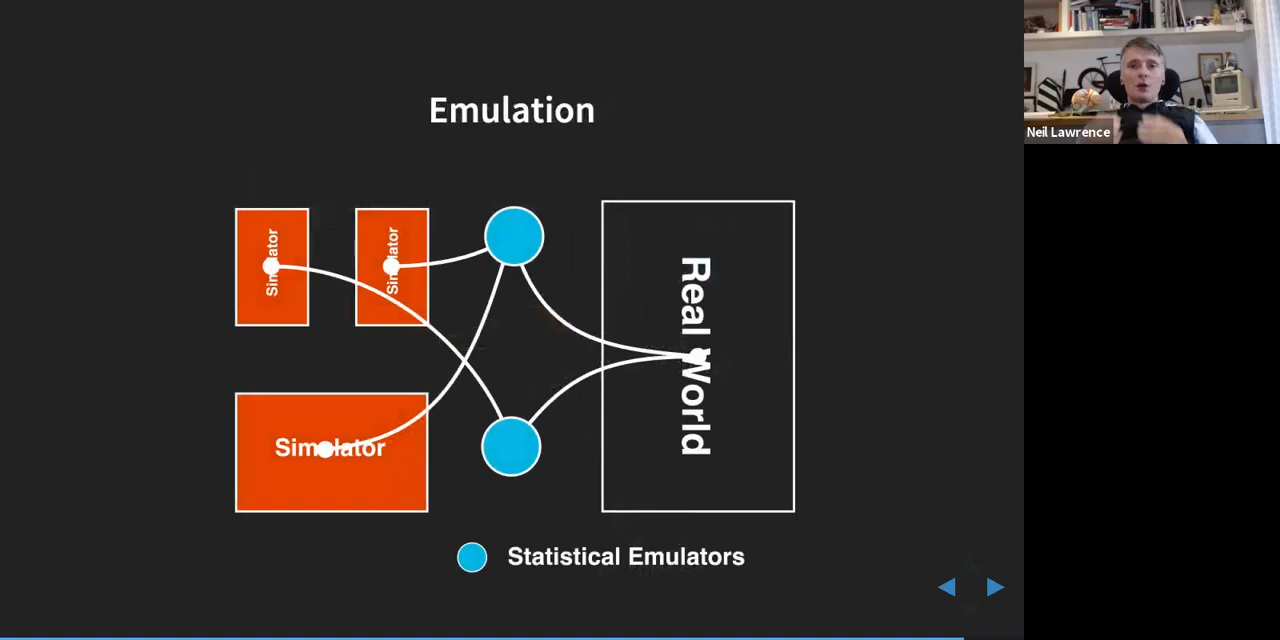 Emulation
Neil Lawrence
Simulator
Simulator
Real World
Simulator
Statistical Emulators